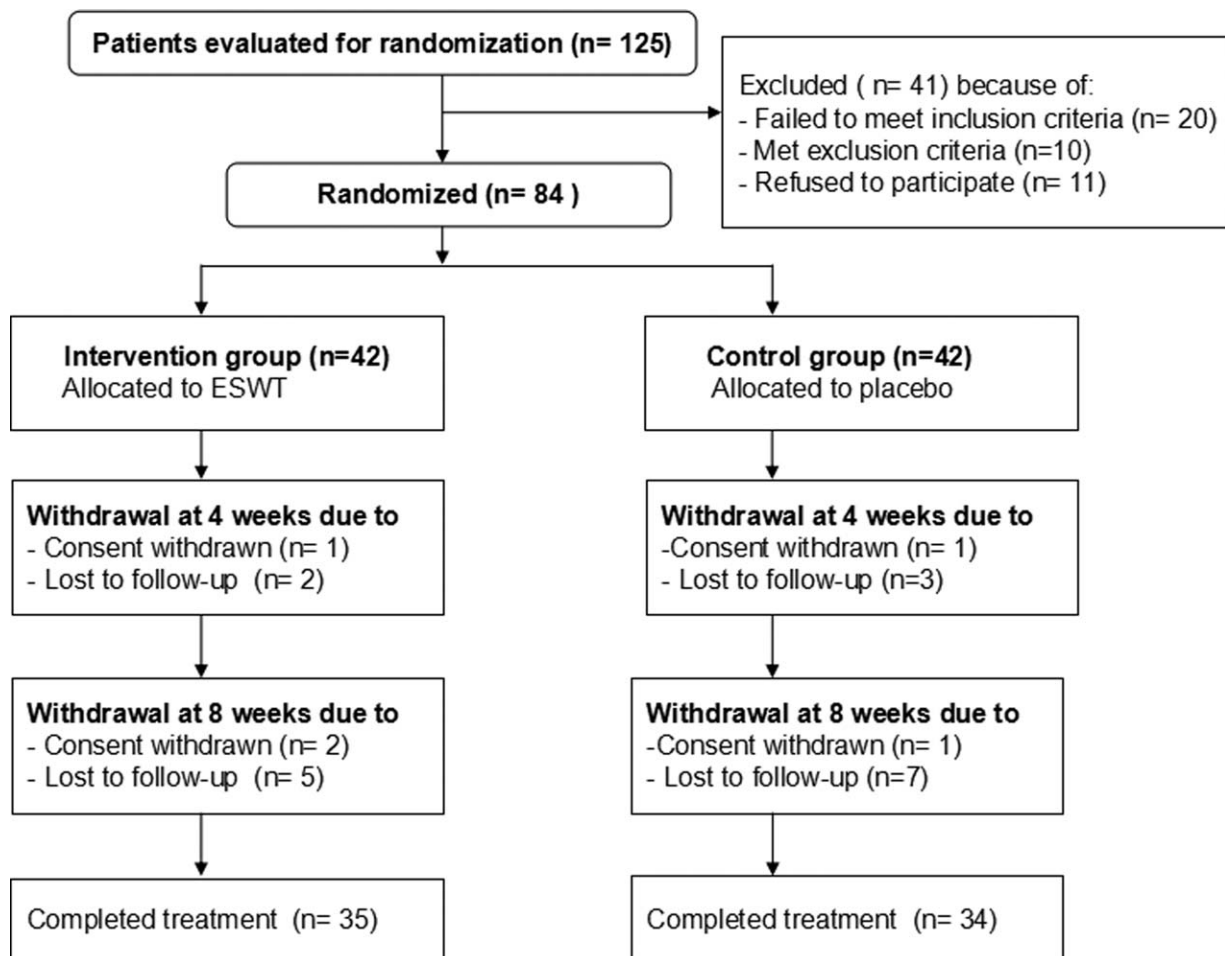 Patients evaluated for randomization (n= 125)
Excluded ( n= 41) because of:
- Failed to meet inclusion criteria (n= 20)
- Met exclusion criteria (n=10)
- Refused to participate (n= 11)
Randomized (n= 84 )
Intervention group (n=42)
Allocated to ESWT
Control group (n=42)
Allocated to placebo
Withdrawal at 4 weeks due to
- Consent withdrawn (n= 1)
- Lost to follow-up (n= 2)
Withdrawal at 4 weeks due to
-Consent withdrawn (n= 1)
- Lost to follow-up (n=3)
Withdrawal at 8 weeks due to
- Consent withdrawn (n= 2)
- Lost to follow-up (n= 5)
Withdrawal at 8 weeks due to
-Consent withdrawn (n= 1)
- Lost to follow-up (n=7)
Completed treatment (n= 35)
Completed treatment (n= 34)